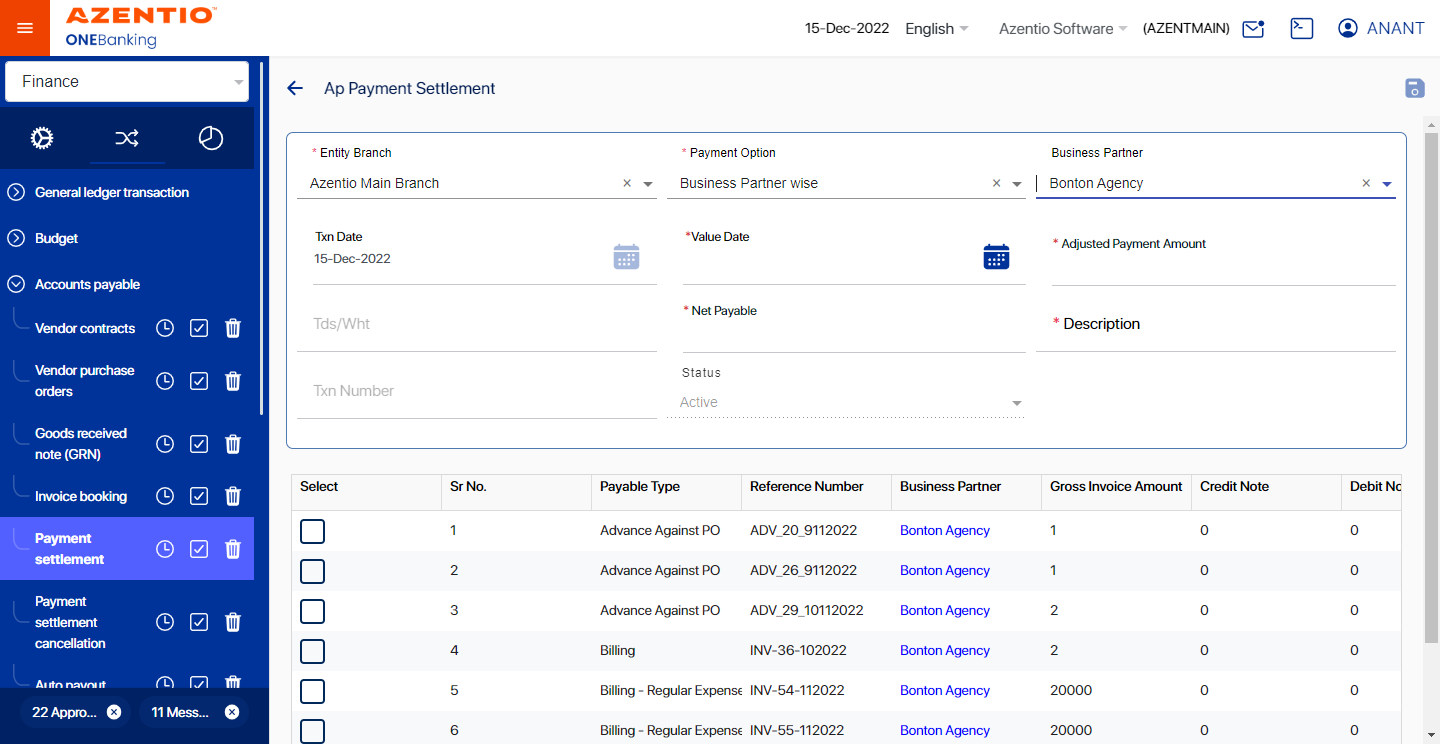 AZENTIO™
ONEBanking
15-Dec-2022 English Azentio Software (AZENTMAIN) ANANT
Finance
General ledger transaction
Budget
Accounts payable
Vendor contracts
Vendor purchase
orders
Goods received
note (GRN)
Invoice booking
Payment
settlement
Payment
settlement
cancellation
Auto payout
22 Appro... 11 Mess...
Ap Payment Settlement
* Entity Branch * Payment Option Business Partner
Azentio Main Branch × Business Partner wise × Bonton Agency ×
Txn Date *Value Date * Adjusted Payment Amount
15-Dec-2022
Tds/Wht * Net Payable * Description
Txn Number Status
Active
Select Sr No. Payable Type Reference Number Business Partner Gross Invoice Amount Credit Note Debit No
1 Advance Against PO ADV_20_9112022 Bonton Agency 1 0 0
2 Advance Against PO ADV_26_9112022 Bonton Agency 1 0 0
3 Advance Against PO ADV_29_10112022 Bonton Agency 2 0 0
4 Billing INV-36-102022 Bonton Agency 2 0 0
5 Billing - Regular Expense INV-54-112022 Bonton Agency 20000 0 0
6 Billing - Regular Expense INV-55-112022 Bonton Agency 20000 0 0